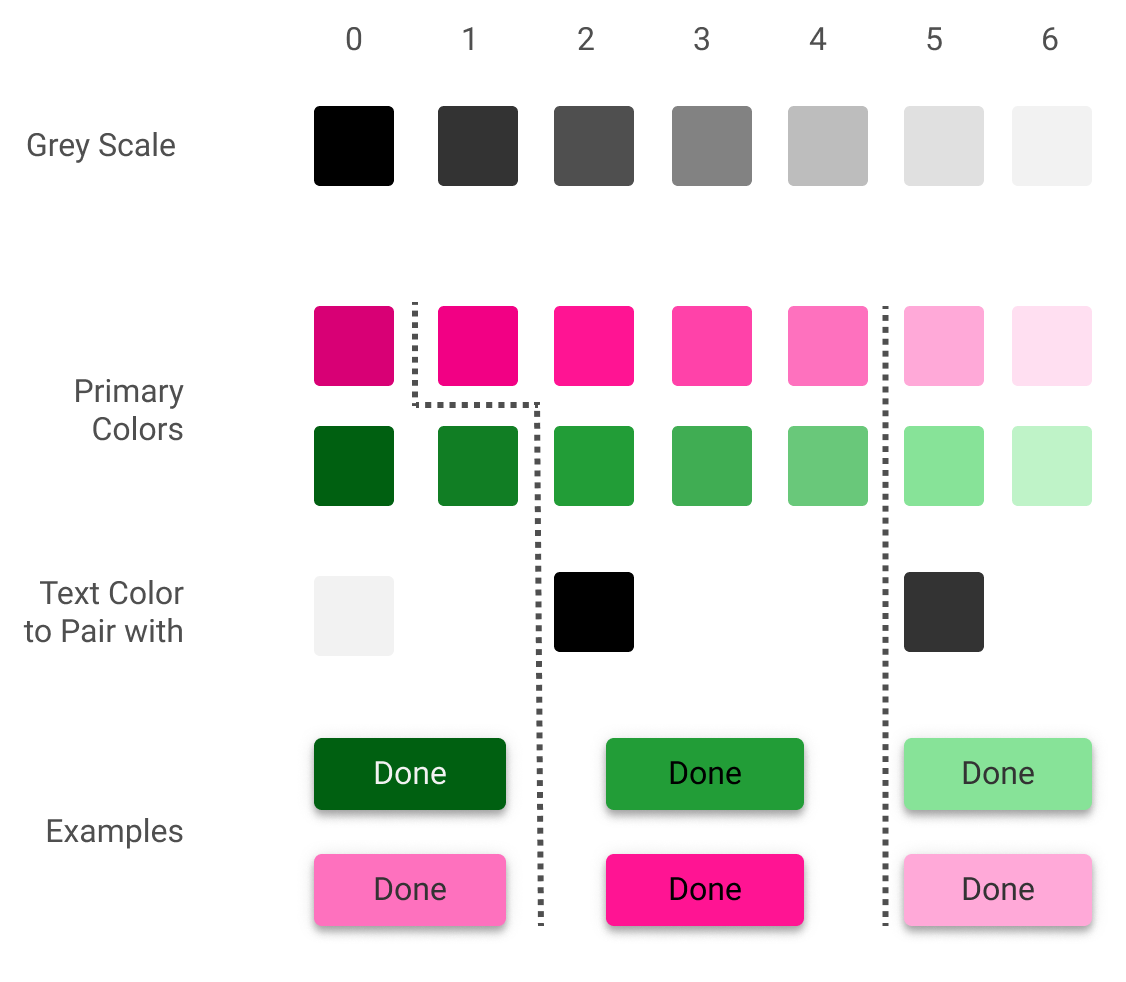 0 1 2 3 4 5 6
Grey Scale
Primary
Colors
Text Color
to Pair with
Examples
Done Done Done
Done Done Done